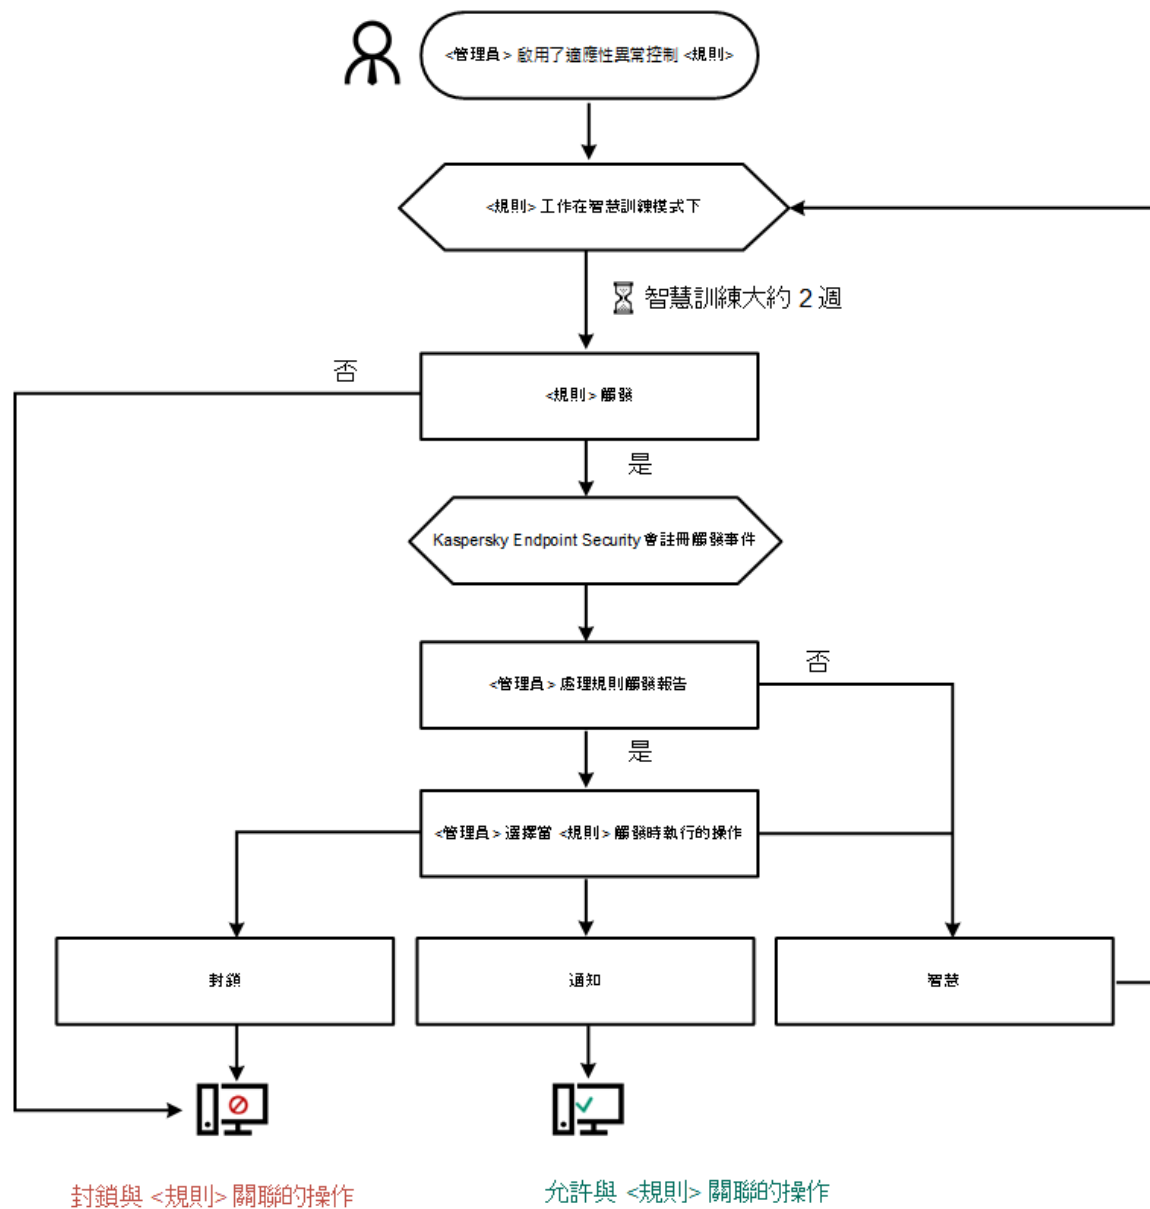 <管理員> 啟用了適應性異常控制 <規則>
<規則> 工作在智慧訓練模式下
智慧訓練大約 2 週
否
<規則> 觸發
是
Kaspersky Endpoint Security 會註冊觸發事件
否
<管理員> 處理規則觸發報告
是
<管理員> 選擇當 <規則> 觸發時執行的操作
封鎖
通知
智慧
封鎖與 <規則> 關聯的操作
允許與 <規則> 關聯的操作